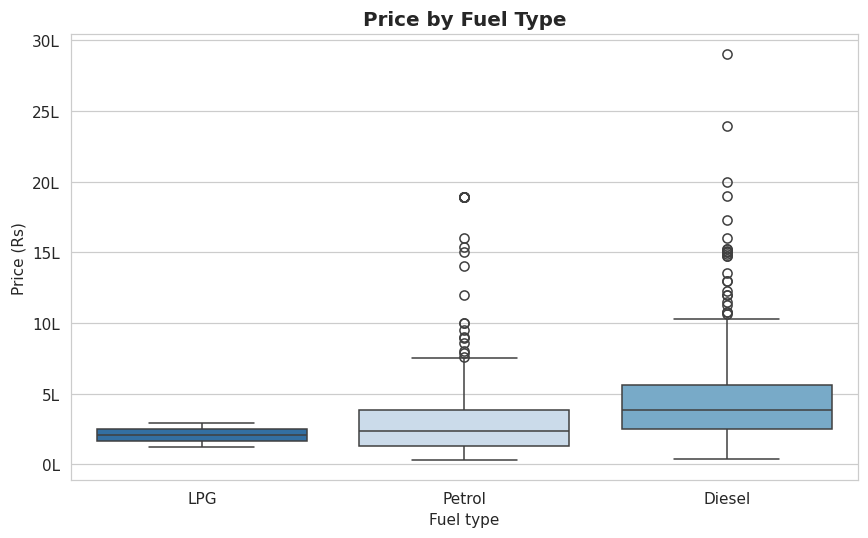 Price by Fuel Type
30L
25L
20L
15L
10L
5L
0L
Price (Rs)
LPG
Petrol
Diesel
Fuel type